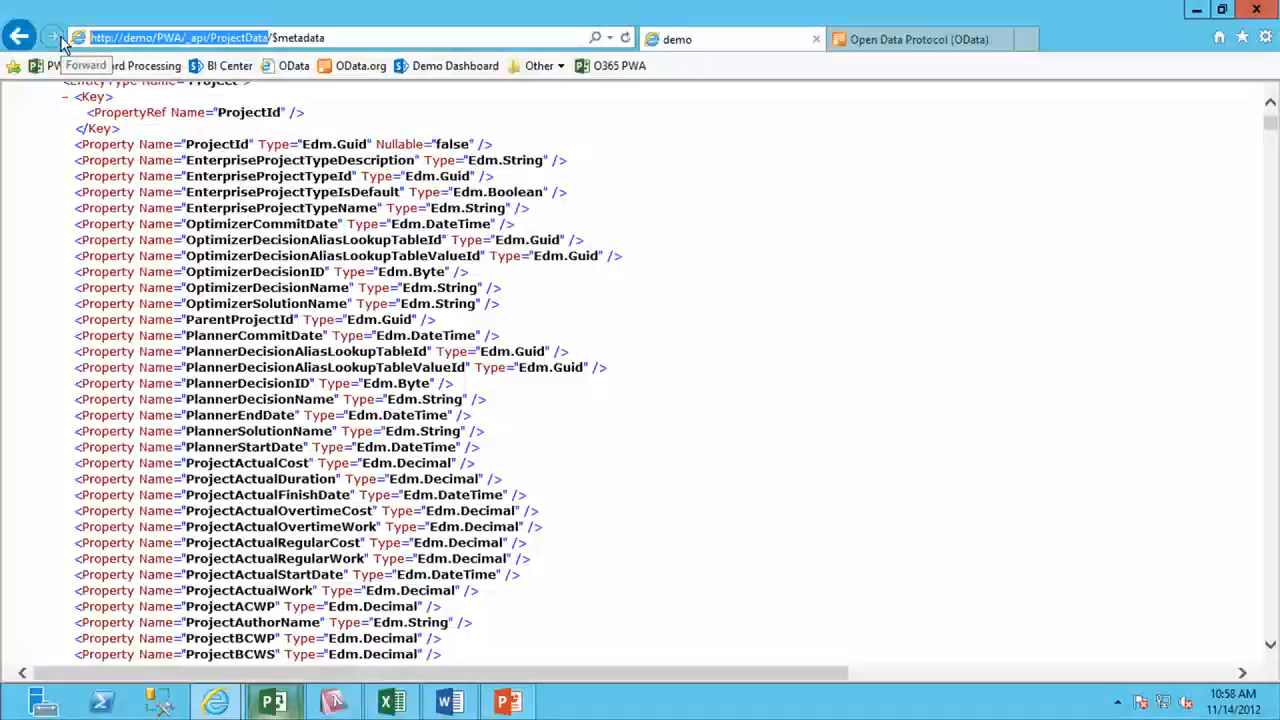 http://demo/PWA/_api/ProjectData/$metadata
demo
Open Data Protocol (OData)
PW
Forward
rd Processing
BI Center
OData
OData.org
Demo Dashboard
Other
O365 PWA
<EntityType Name="Project">
- <Key>
<PropertyRef Name="ProjectId" />
</Key>
<Property Name="ProjectId" Type="Edm.Guid" Nullable="false" />
<Property Name="EnterpriseProjectTypeDescription" Type="Edm.String" />
<Property Name="EnterpriseProjectTypeId" Type="Edm.Guid" />
<Property Name="EnterpriseProjectTypeIsDefault" Type="Edm.Boolean" />
<Property Name="EnterpriseProjectTypeName" Type="Edm.String" />
<Property Name="OptimizerCommitDate" Type="Edm.DateTime" />
<Property Name="OptimizerDecisionAliasLookupTableId" Type="Edm.Guid" />
<Property Name="OptimizerDecisionAliasLookupTableValueId" Type="Edm.Guid" />
<Property Name="OptimizerDecisionID" Type="Edm.Byte" />
<Property Name="OptimizerDecisionName" Type="Edm.String" />
<Property Name="OptimizerSolutionName" Type="Edm.String" />
<Property Name="ParentProjectId" Type="Edm.Guid" />
<Property Name="PlannerCommitDate" Type="Edm.DateTime" />
<Property Name="PlannerDecisionAliasLookupTableId" Type="Edm.Guid" />
<Property Name="PlannerDecisionAliasLookupTableValueId" Type="Edm.Guid" />
<Property Name="PlannerDecisionID" Type="Edm.Byte" />
<Property Name="PlannerDecisionName" Type="Edm.String" />
<Property Name="PlannerEndDate" Type="Edm.DateTime" />
<Property Name="PlannerSolutionName" Type="Edm.String" />
<Property Name="PlannerStartDate" Type="Edm.DateTime" />
<Property Name="ProjectActualCost" Type="Edm.Decimal" />
<Property Name="ProjectActualDuration" Type="Edm.Decimal" />
<Property Name="ProjectActualFinishDate" Type="Edm.DateTime" />
<Property Name="ProjectActualOvertimeCost" Type="Edm.Decimal" />
<Property Name="ProjectActualOvertimeWork" Type="Edm.Decimal" />
<Property Name="ProjectActualRegularCost" Type="Edm.Decimal" />
<Property Name="ProjectActualRegularWork" Type="Edm.Decimal" />
<Property Name="ProjectActualStartDate" Type="Edm.DateTime" />
<Property Name="ProjectActualWork" Type="Edm.Decimal" />
<Property Name="ProjectACWP" Type="Edm.Decimal" />
<Property Name="ProjectAuthorName" Type="Edm.String" />
<Property Name="ProjectBCWP" Type="Edm.Decimal" />
<Property Name="ProjectBCWS" Type="Edm.Decimal" />
10:58 AM
11/14/2012